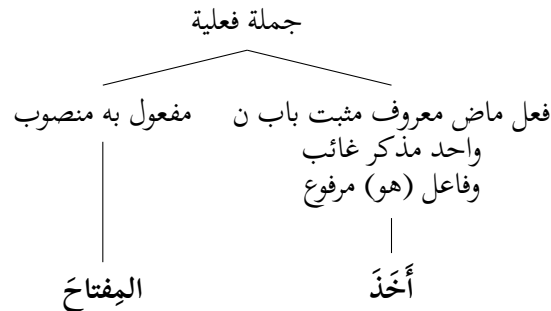 جملة فعلية
فعل ماض معروف مثبت باب ن
واحد مذكر غائب
وفاعل (هو) مرفوع
مفعول به منصوب
أَخَذَ
المِفتاحَ